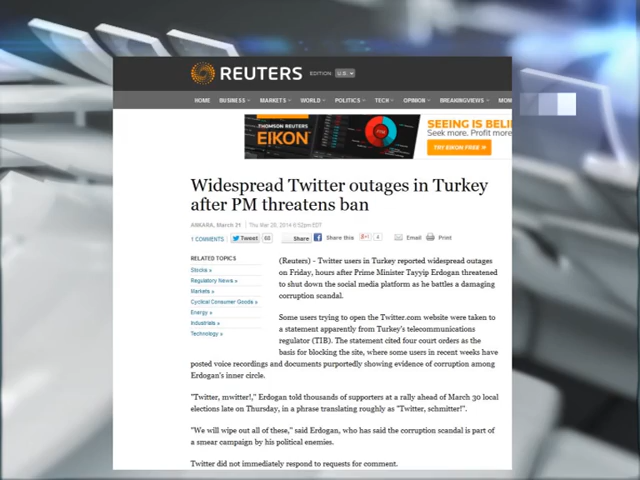 REUTERS EDITION: U.S.
HOME BUSINESS MARKETS WORLD POLITICS TECH OPINION BREAKINGVIEWS MON
THOMSON REUTERS
EIKON
SEEING IS BELI
Seek more. Profit more
TRY EIKON FREE »
Widespread Twitter outages in Turkey
after PM threatens ban
ANKARA, March 21 | Thu Mar 20, 2014 6:52pm EDT
1 COMMENTS Tweet 65 Share Share this +1 4 Email Print
RELATED TOPICS
Stocks »
Regulatory News »
Markets »
Cyclical Consumer Goods »
Energy »
Industrials »
Technology »
(Reuters) - Twitter users in Turkey reported widespread outages
on Friday, hours after Prime Minister Tayyip Erdogan threatened
to shut down the social media platform as he battles a damaging
corruption scandal.
Some users trying to open the Twitter.com website were taken to
a statement apparently from Turkey's telecommunications
regulator (TIB). The statement cited four court orders as the
basis for blocking the site, where some users in recent weeks have
posted voice recordings and documents purportedly showing evidence of corruption among
Erdogan's inner circle.
"Twitter, mwitter!," Erdogan told thousands of supporters at a rally ahead of March 30 local
elections late on Thursday, in a phrase translating roughly as "Twitter, schmitter!".
"We will wipe out all of these," said Erdogan, who has said the corruption scandal is part of
a smear campaign by his political enemies.
Twitter did not immediately respond to requests for comment.